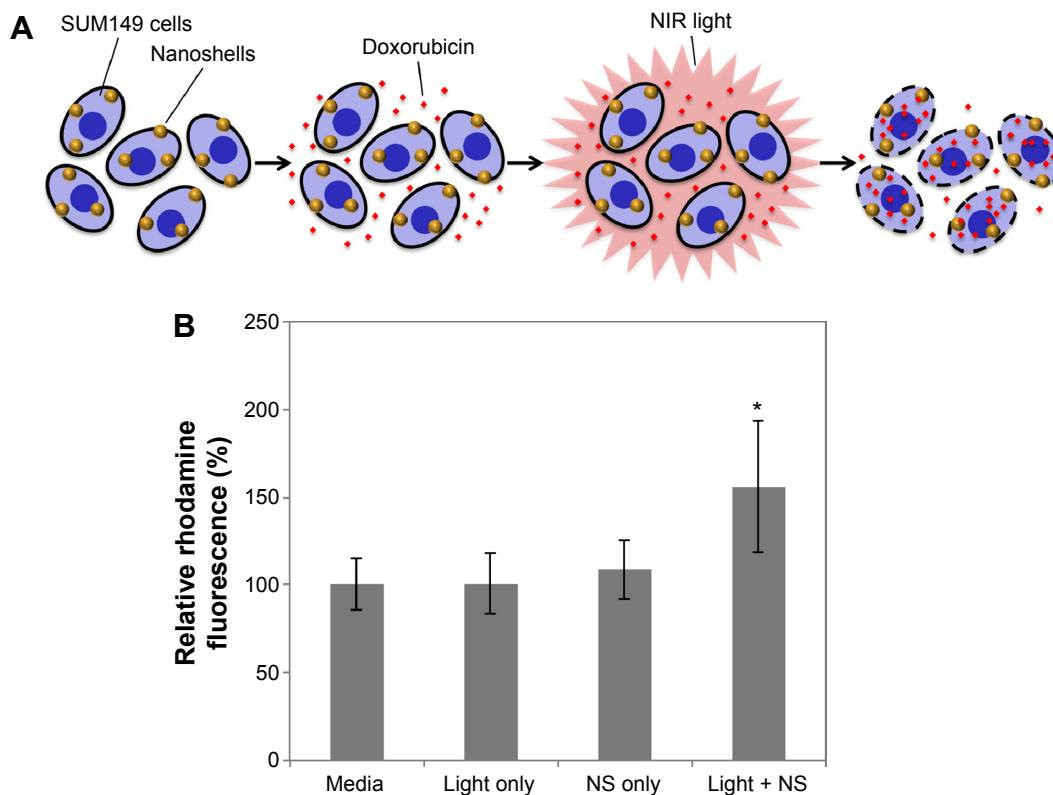 A
SUM149 cells
Nanoshells
Doxorubicin
NIR light
B
Relative rhodamine
fluorescence (%)
250
200
150
100
50
0
*
Media
Light only
NS only
Light + NS